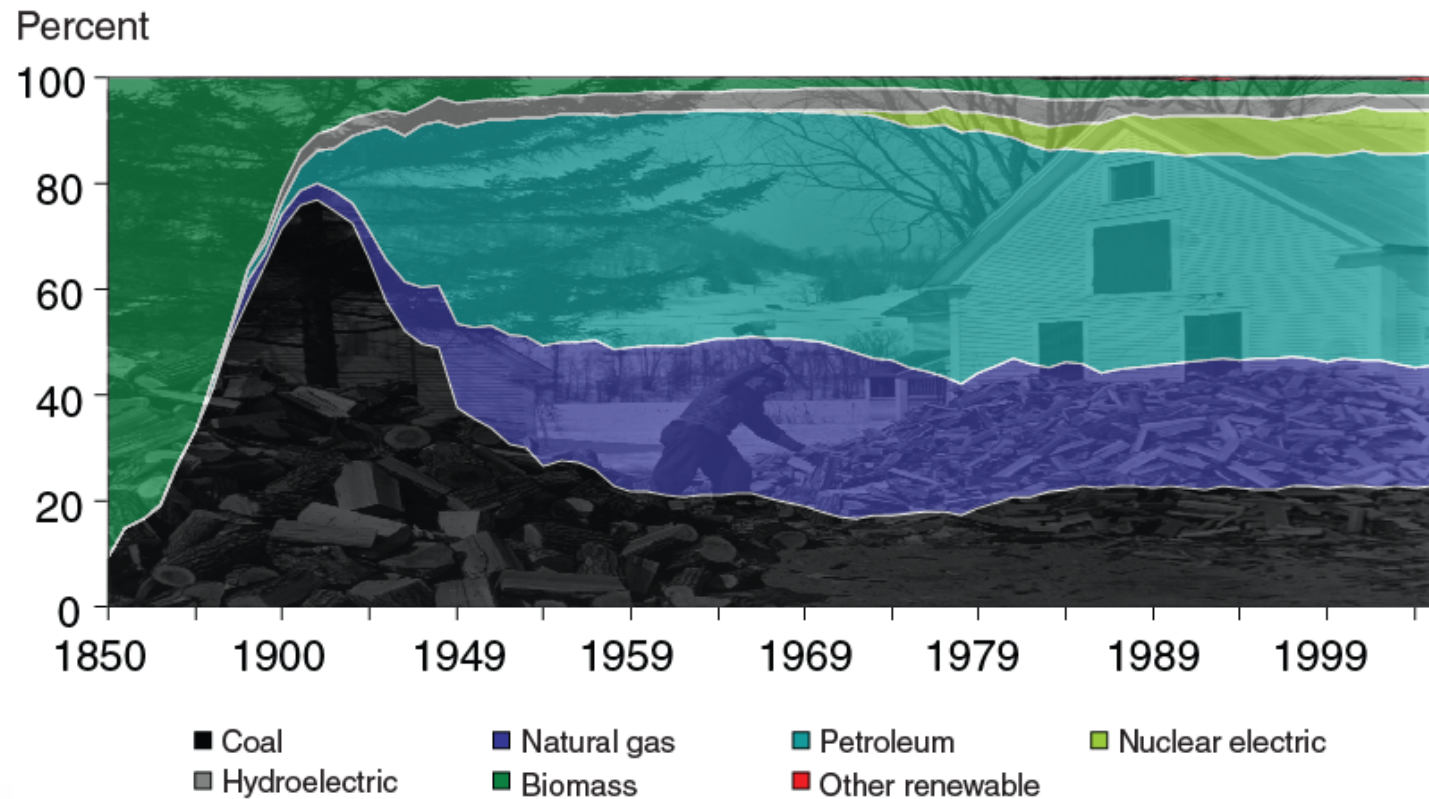 Percent
100
80
60
40
20
0
1850 1900 1949 1959 1969 1979 1989 1999
Coal Natural gas Petroleum Nuclear electric
Hydroelectric Biomass Other renewable